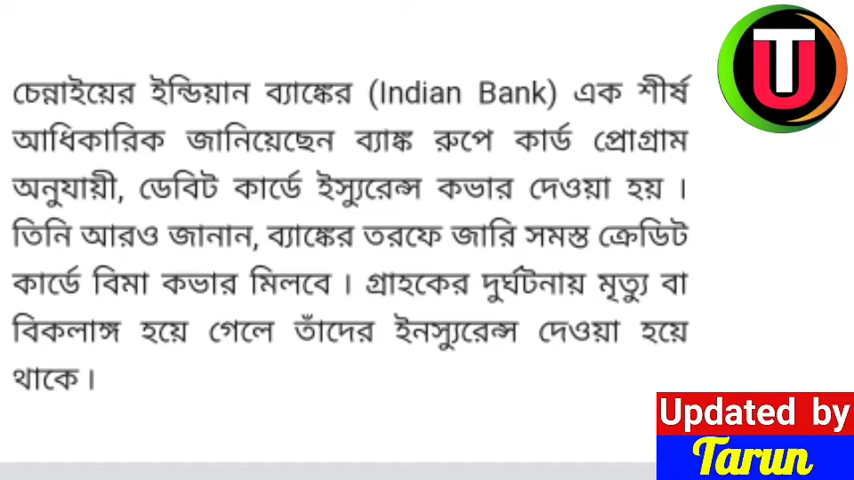 চেন্নাইয়ের ইন্ডিয়ান ব্যাঙ্কের (Indian Bank) এক শীর্ষ
আধিকারিক জানিয়েছেন ব্যাঙ্ক রুপে কার্ড প্রোগ্রাম
অনুযায়ী, ডেবিট কার্ডে ইস্যুরেন্স কভার দেওয়া হয় ।
তিনি আরও জানান, ব্যাঙ্কের তরফে জারি সমস্ত ক্রেডিট
কার্ডে বিমা কভার মিলবে । গ্রাহকের দুর্ঘটনায় মৃত্যু বা
বিকলাঙ্গ হয়ে গেলে তাঁদের ইনস্যুরেন্স দেওয়া হয়ে
থাকে ।
TU
Updated by
Tarun